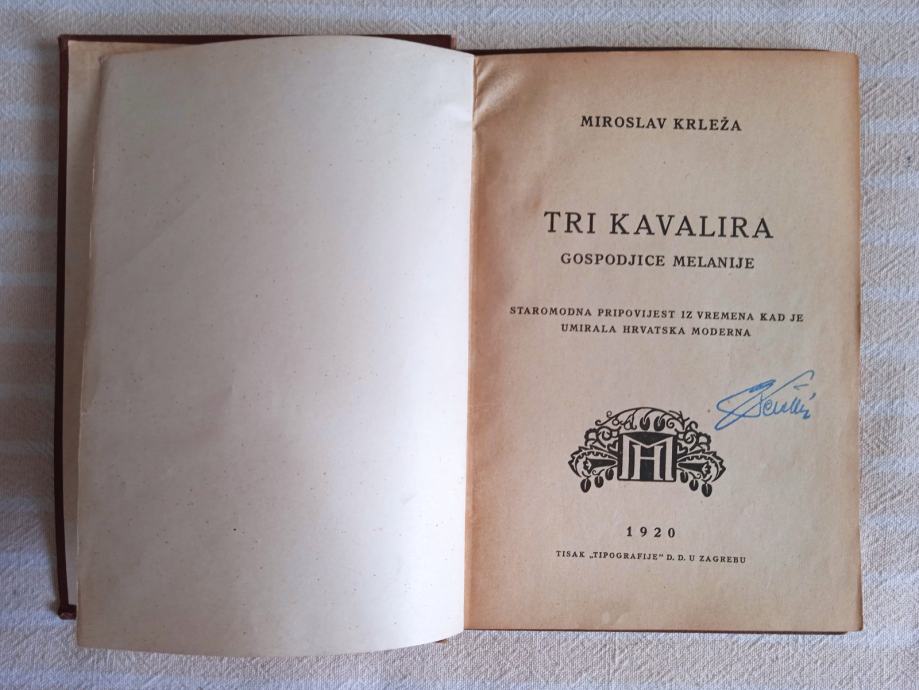 MIROSLAV KRLEŽA
TRI KAVALIRA
GOSPODJICE MELANIJE
STAROMODNA PRIPOVIJEST IZ VREMENA KAD JE
UMIRALA HRVATSKA MODERNA
MH
1920
TISAK „TIPOGRAFIJE” D. D. U ZAGREBU